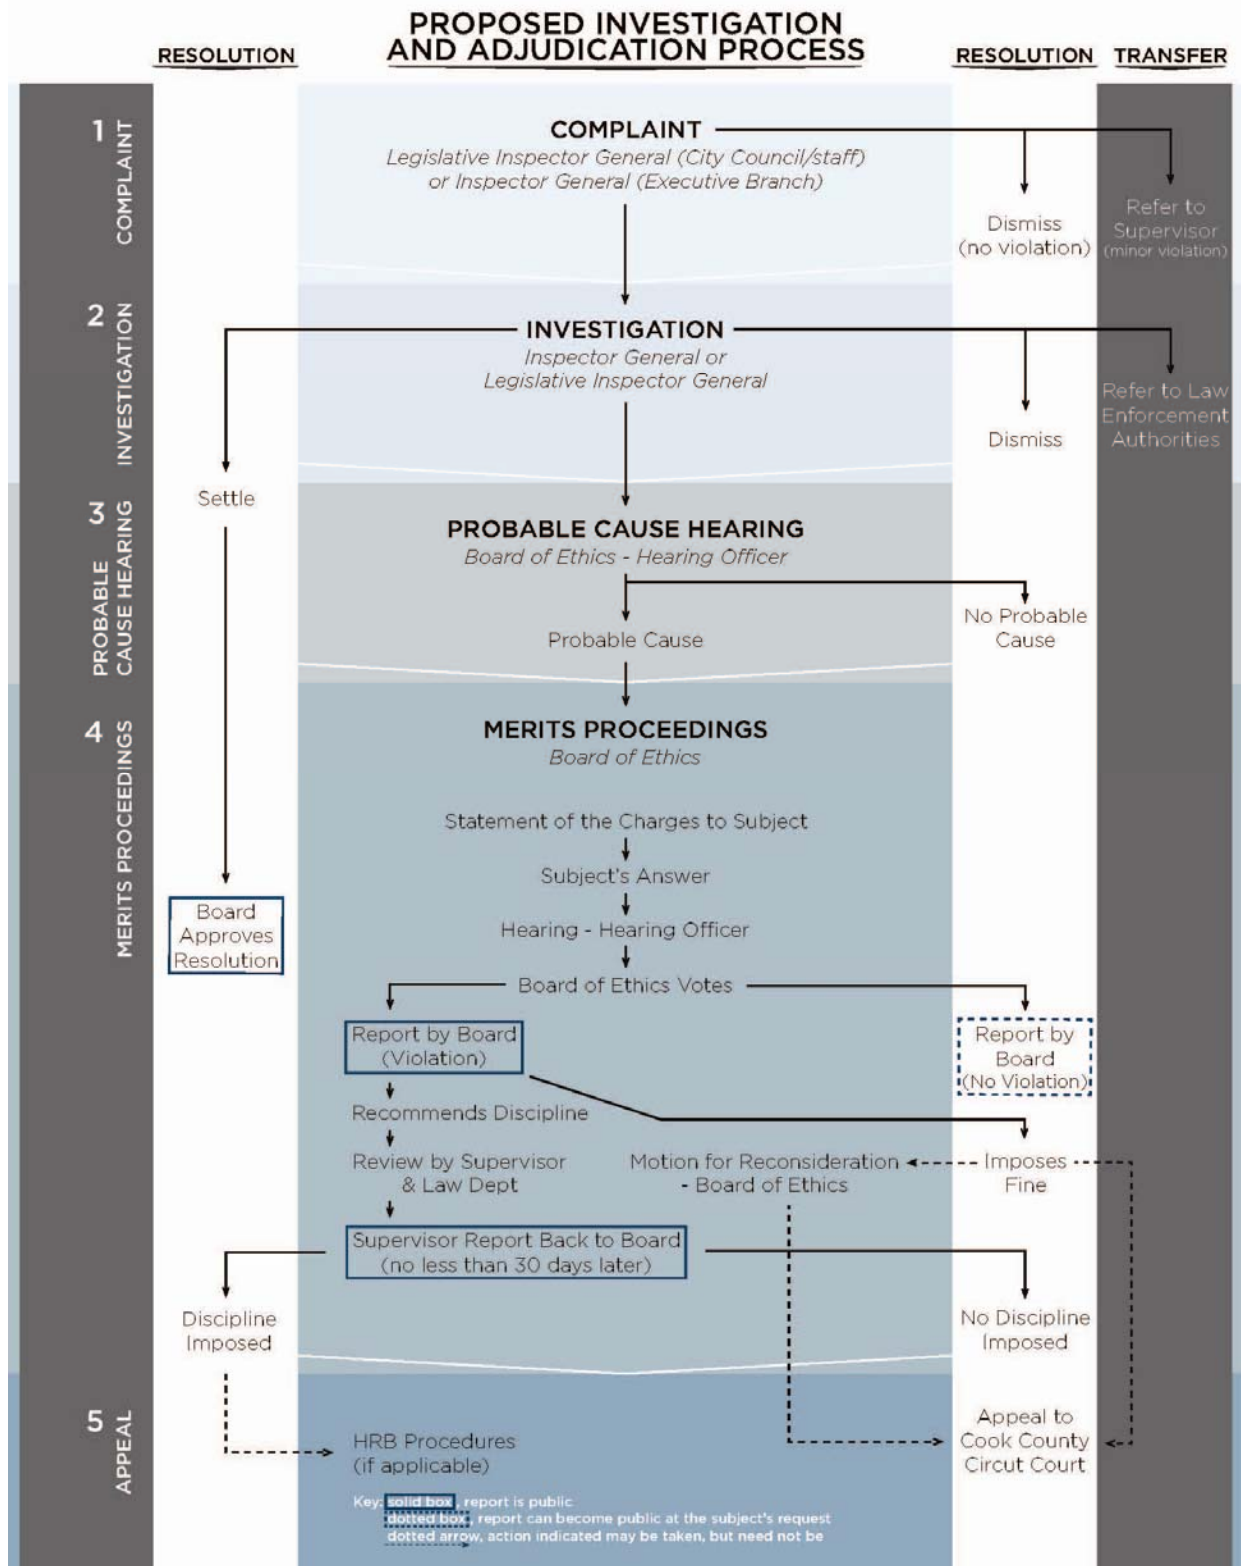 PROPOSED INVESTIGATION
AND ADJUDICATION PROCESS
RESOLUTION
RESOLUTION
TRANSFER
1
COMPLAINT
COMPLAINT
Legislative Inspector General (City Council/staff)
or Inspector General (Executive Branch)
Dismiss
(no violation)
Refer to
Supervisor
(minor violation)
2
INVESTIGATION
INVESTIGATION
Inspector General or
Legislative Inspector General
Dismiss
Refer to Law
Enforcement
Authorities
Settle
3
PROBABLE
CAUSE HEARING
PROBABLE CAUSE HEARING
Board of Ethics - Hearing Officer
Probable Cause
No Probable
Cause
4
MERITS PROCEEDINGS
MERITS PROCEEDINGS
Board of Ethics
Statement of the Charges to Subject
Subject's Answer
Hearing - Hearing Officer
Board of Ethics Votes
Board
Approves
Resolution
Report by Board
(Violation)
Report by
Board
(No Violation)
Recommends Discipline
Review by Supervisor
& Law Dept
Motion for Reconsideration
- Board of Ethics
Imposes
Fine
Supervisor Report Back to Board
(no less than 30 days later)
Discipline
Imposed
No Discipline
Imposed
5
APPEAL
HRB Procedures
(if applicable)
Appeal to
Cook County
Circut Court
Key: solid box, report is public
dotted box, report can become public at the subject's request
dotted arrow, action indicated may be taken, but need not be